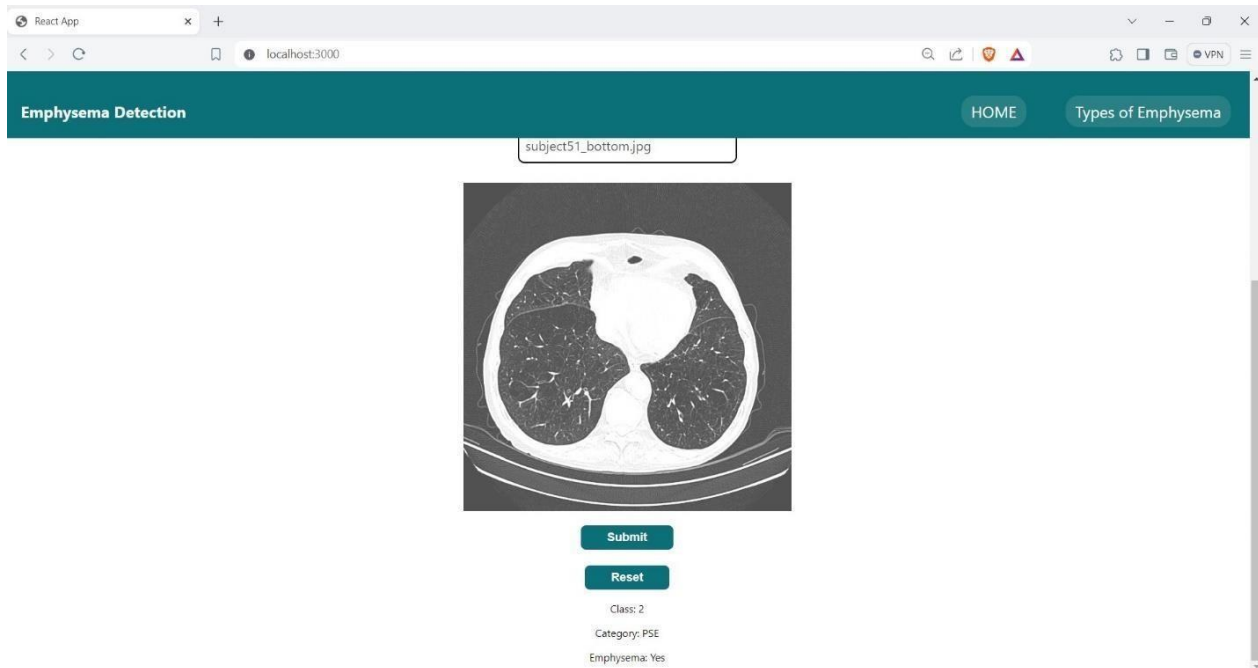 React App
localhost:3000
VPN
Emphysema Detection
HOME
Types of Emphysema
subject51_bottom.jpg
Submit
Reset
Class: 2
Category: PSE
Emphysema: Yes